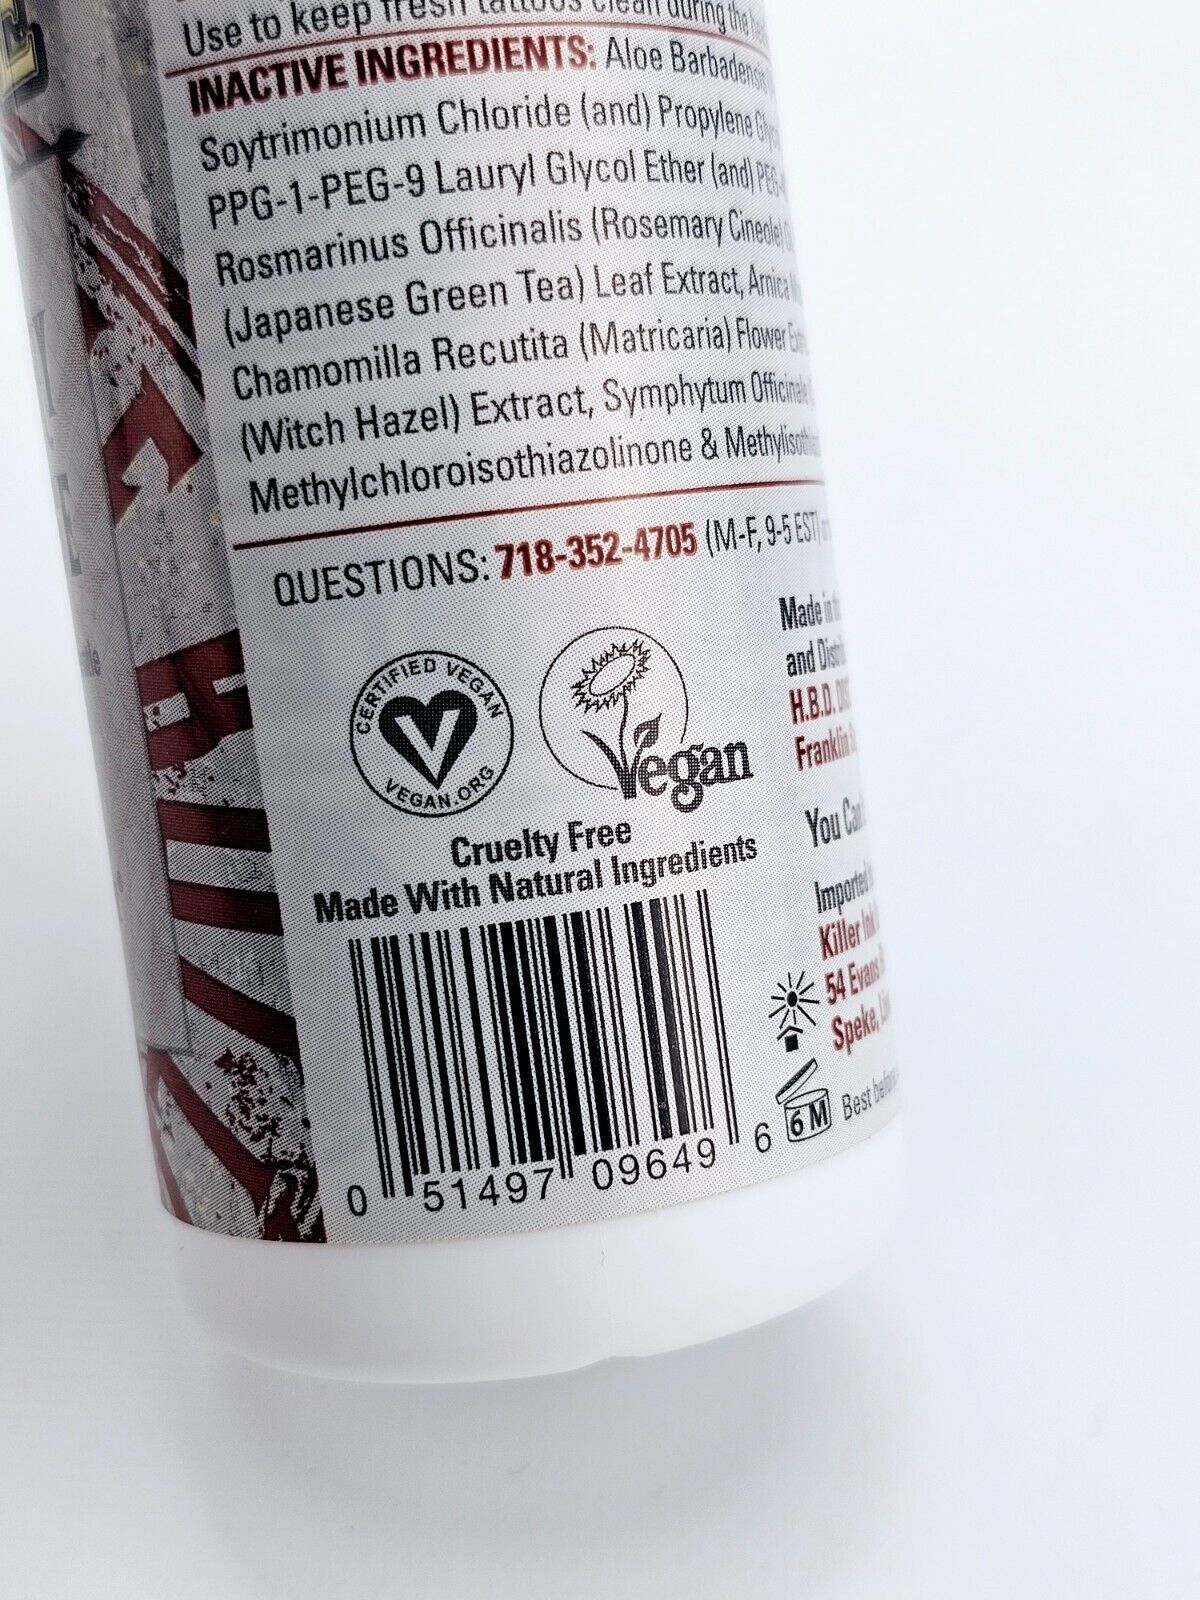 Use to keep fresh tattoos clean during the
INACTIVE INGREDIENTS: Aloe Barbadensis
Soytrimonium Chloride (and) Propylene
PPG-1-PEG-9 Lauryl Glycol Ether (and)
Rosmarinus Officinalis (Rosemary Cineole)
(Japanese Green Tea) Leaf Extract, Arnica
Chamomilla Recutita (Matricaria) Flower
(Witch Hazel) Extract, Symphytum Officinale
Methylchloroisothiazolinone &
QUESTIONS: 718-352-4705 (M-F, 9-5 EST)
CERTIFIED VEGAN
V
VEGAN.ORG
Vegan
Cruelty Free
Made With Natural Ingredients
0 51497 09649 6
Made in
and
H.B.D.
Franklin
You
Imported
Killer Ink
54 Evans
Speke,
6 M
Best before